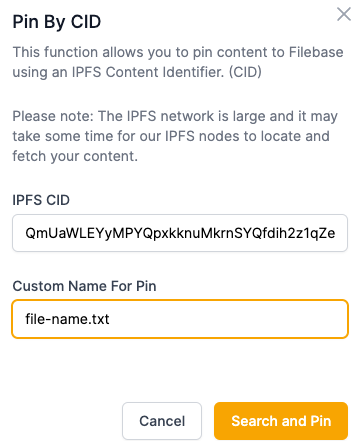 Pin By CID
This function allows you to pin content to Filebase
using an IPFS Content Identifier. (CID)
Please note: The IPFS network is large and it may
take some time for our IPFS nodes to locate and
fetch your content.
IPFS CID
QmUaWLEYyMPYQpxkknuMkrnSYQfdih2z1qZe
Custom Name For Pin
file-name.txt
Cancel
Search and Pin